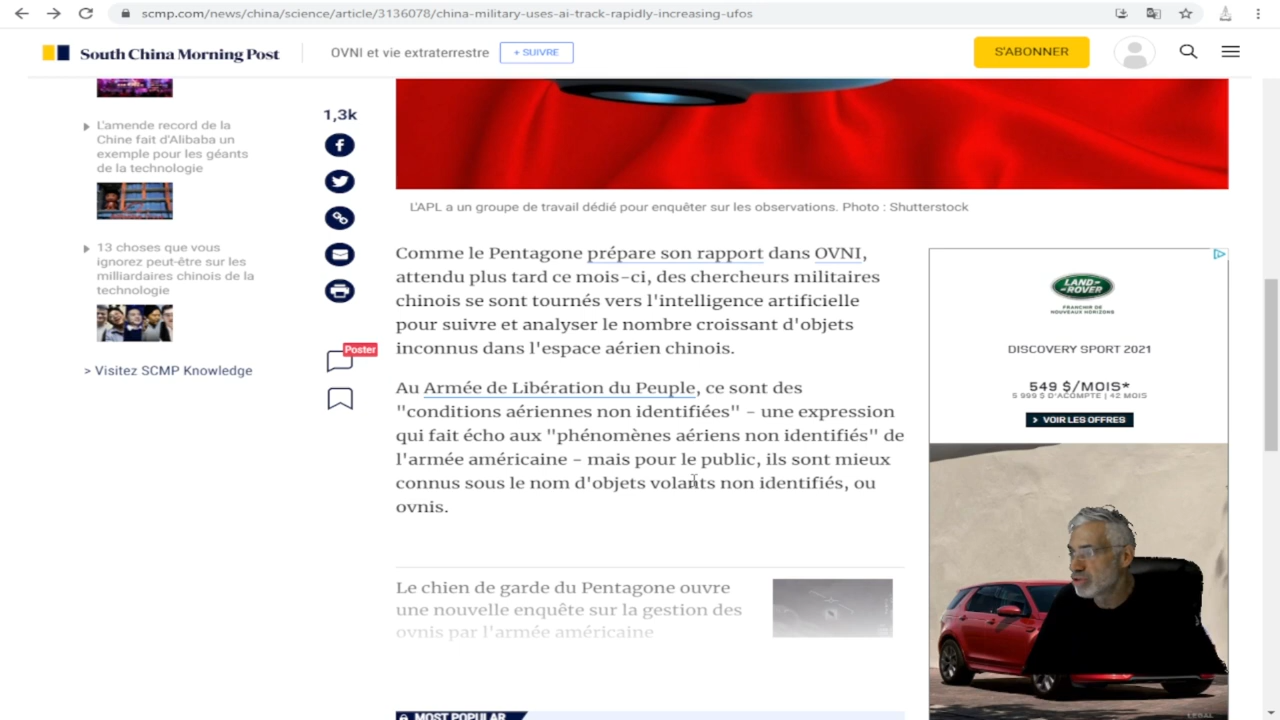 scmp.com/news/china/science/article/3136078/china-military-uses-ai-track-rapidly-increasing-ufos
South China Morning Post
OVNI et vie extraterrestre
+ SUIVRE
S'ABONNER
L'amende record de la
Chine fait d'Alibaba un
exemple pour les géants
de la technologie
13 choses que vous
ignorez peut-être sur les
milliardaires chinois de la
technologie
> Visitez SCMP Knowledge
1,3k
Poster
L'APL a un groupe de travail dédié pour enquêter sur les observations. Photo : Shutterstock
Comme le Pentagone prépare son rapport dans OVNI,
attendu plus tard ce mois-ci, des chercheurs militaires
chinois se sont tournés vers l'intelligence artificielle
pour suivre et analyser le nombre croissant d'objets
inconnus dans l'espace aérien chinois.
Au Armée de Libération du Peuple, ce sont des
"conditions aériennes non identifiées" - une expression
qui fait écho aux "phénomènes aériens non identifiés" de
l'armée américaine - mais pour le public, ils sont mieux
connus sous le nom d'objets volants non identifiés, ou
ovnis.
Le chien de garde du Pentagone ouvre
une nouvelle enquête sur la gestion des
ovnis par l'armée américaine
MOST POPULAR
LAND-
ROVER
FRANCHIR DE
NOUVEAUX HORIZONS
DISCOVERY SPORT 2021
549 $/MOIS*
5 999 $ D'ACOMPTE | 42 MOIS
> VOIR LES OFFRES
LEGAL